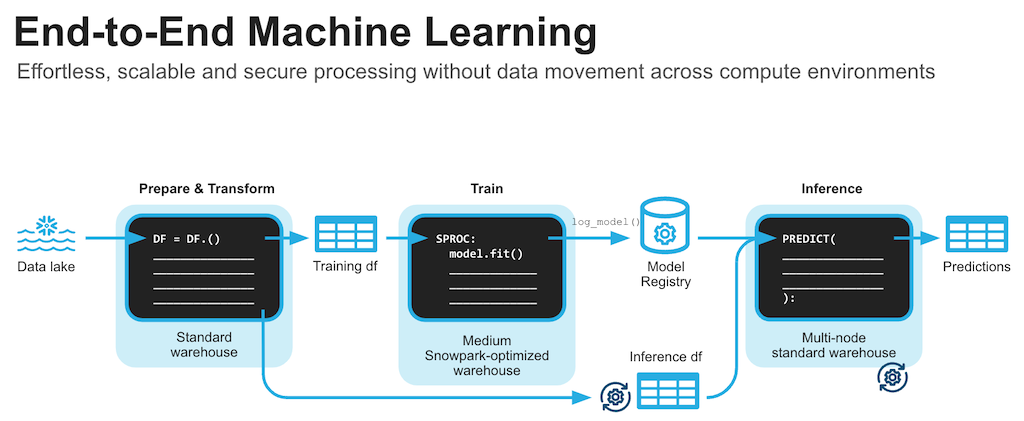 End-to-End Machine Learning
Effortless, scalable and secure processing without data movement across compute environments
Prepare & Transform
Train
Inference
Data lake
DF = DF.()
Standard
warehouse
Training df
SPROC:
model.fit()
Medium
Snowpark-optimized
warehouse
log_model()
Model
Registry
Inference df
PREDICT(
):
Multi-node
standard warehouse
Predictions